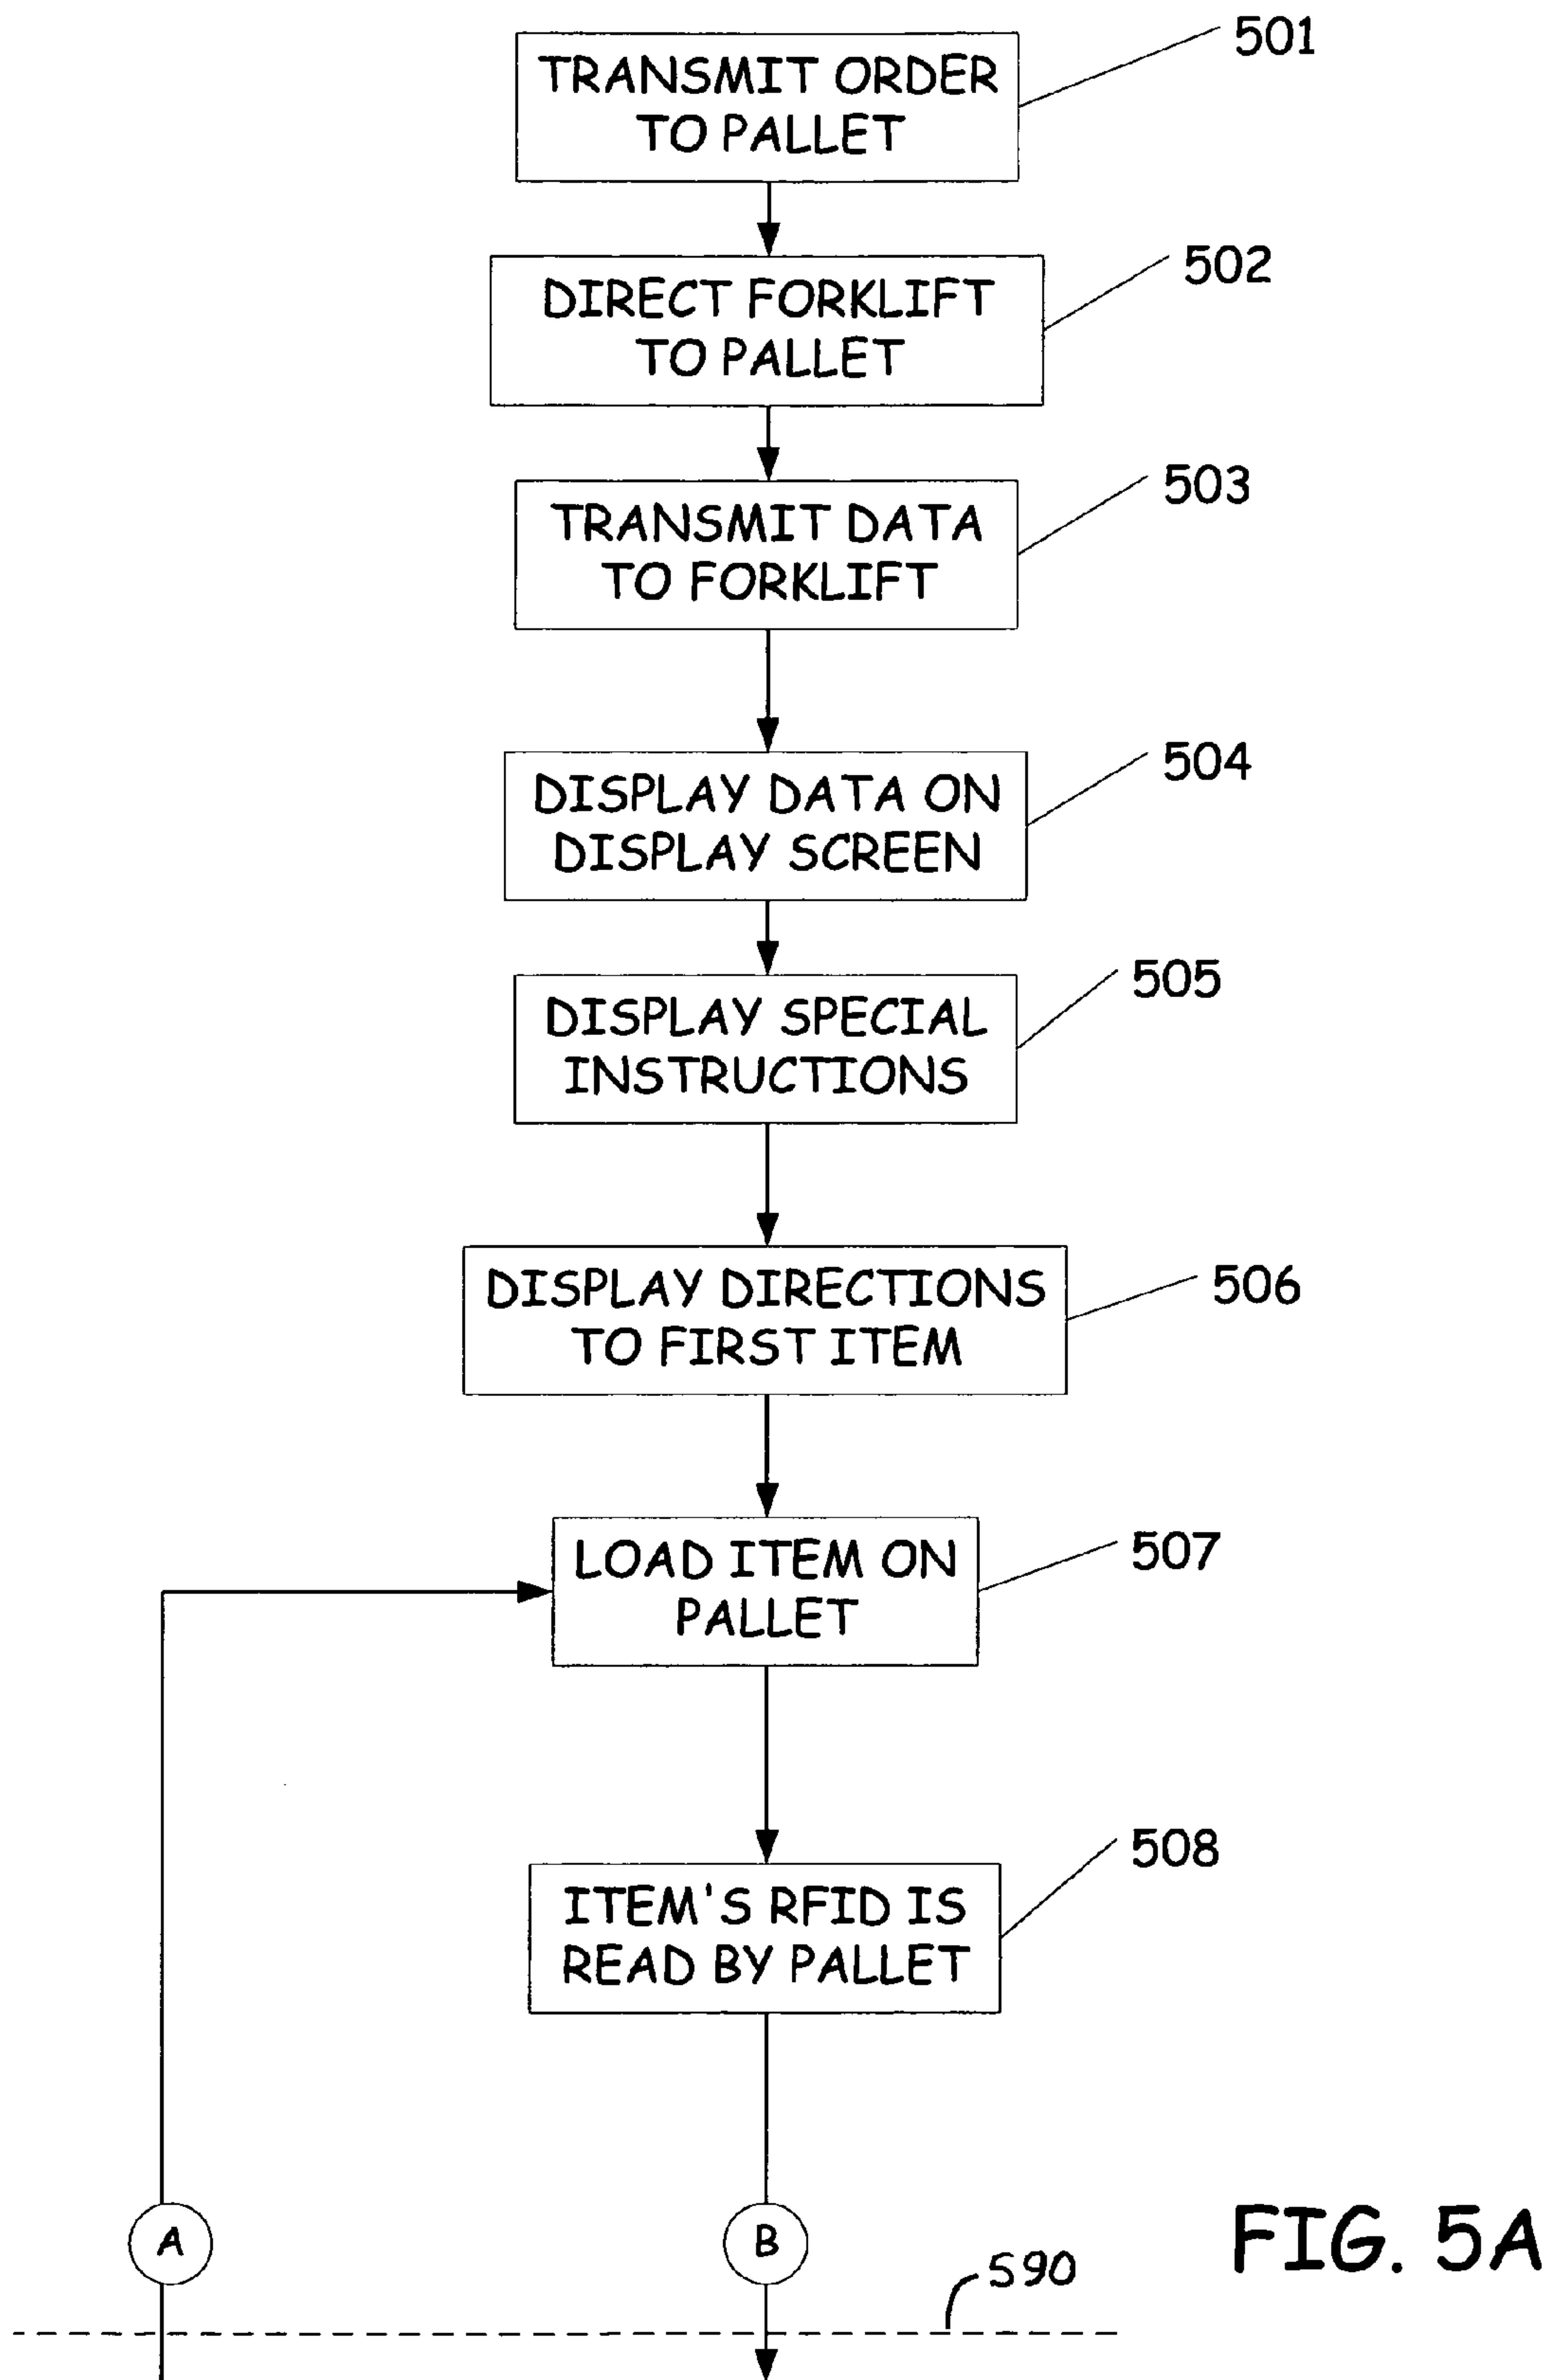 501
TRANSMIT ORDER
TO PALLET
502
DIRECT FORKLIFT
TO PALLET
503
TRANSMIT DATA
TO FORKLIFT
504
DISPLAY DATA ON
DISPLAY SCREEN
505
DISPLAY SPECIAL
INSTRUCTIONS
506
DISPLAY DIRECTIONS
TO FIRST ITEM
507
LOAD ITEM ON
PALLET
508
ITEM'S RFID IS
READ BY PALLET
A
B
590
FIG. 5A